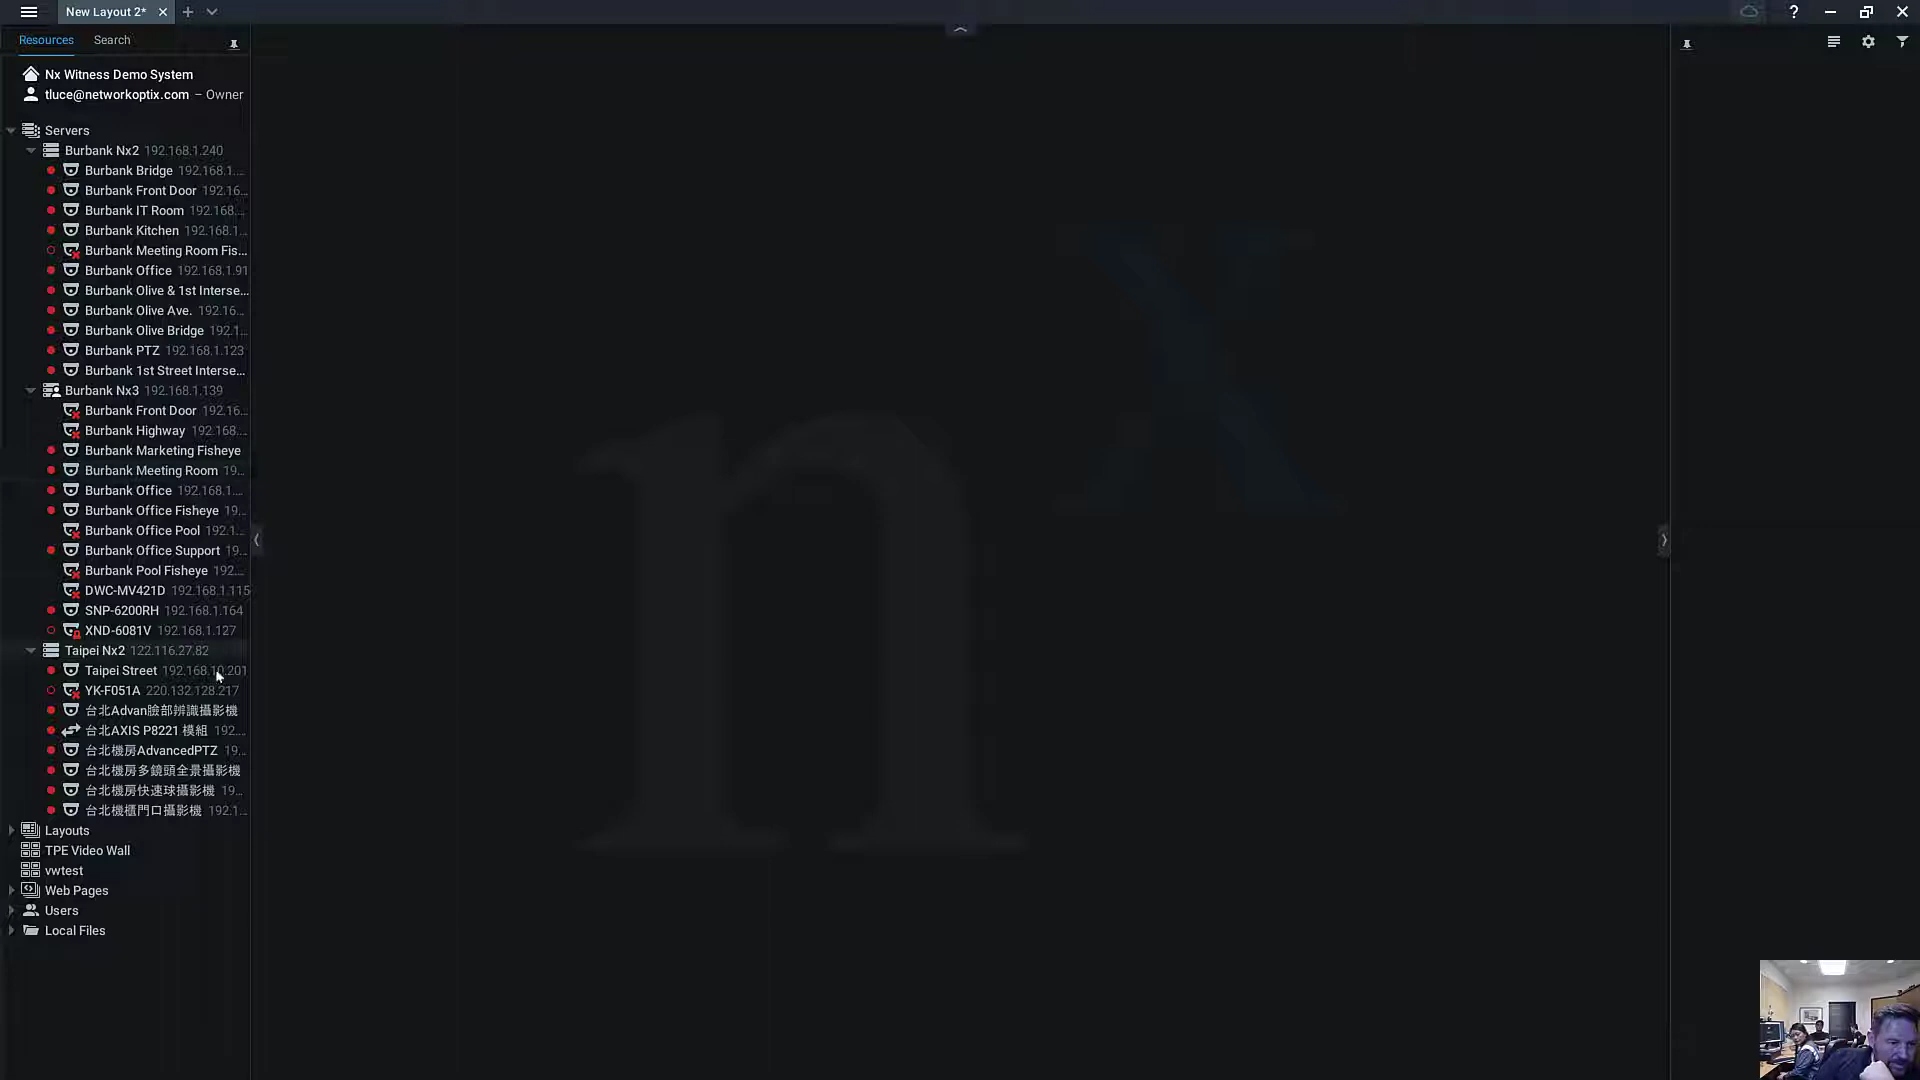 New Layout 2*
Resources Search
Nx Witness Demo System
tluce@networkoptix.com – Owner
Servers
Burbank Nx2 192.168.1.240
Burbank Bridge 192.168.1....
Burbank Front Door 192.16...
Burbank IT Room 192.168....
Burbank Kitchen 192.168.1...
Burbank Meeting Room Fis...
Burbank Office 192.168.1.91
Burbank Olive & 1st Interse...
Burbank Olive Ave. 192.16...
Burbank Olive Bridge 192.1...
Burbank PTZ 192.168.1.123
Burbank 1st Street Interse...
Burbank Nx3 192.168.1.139
Burbank Front Door 192.16...
Burbank Highway 192.168....
Burbank Marketing Fisheye
Burbank Meeting Room 19...
Burbank Office 192.168.1....
Burbank Office Fisheye 19...
Burbank Office Pool 192.1...
Burbank Office Support 19...
Burbank Pool Fisheye 192....
DWC-MV421D 192.168.1.115
SNP-6200RH 192.168.1.164
XND-6081V 192.168.1.127
Taipei Nx2 122.116.27.82
Taipei Street 192.168.10.201
YK-F051A 220.132.128.217
台北Advan臉部辨識攝影機
台北AXIS P8221 模組 192....
台北機房AdvancedPTZ 19...
台北機房多鏡頭全景攝影機
台北機房快速球攝影機 19...
台北機櫃門口攝影機 192.1...
Layouts
TPE Video Wall
vwtest
Web Pages
Users
Local Files
nx